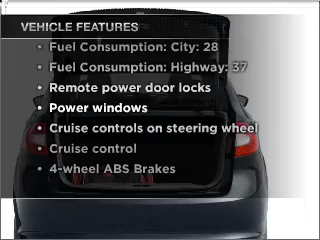 VEHICLE FEATURES
• Fuel Consumption: City: 28
• Fuel Consumption: Highway: 37
• Remote power door locks
• Power windows
• Cruise controls on steering wheel
• Cruise control
• 4-wheel ABS Brakes